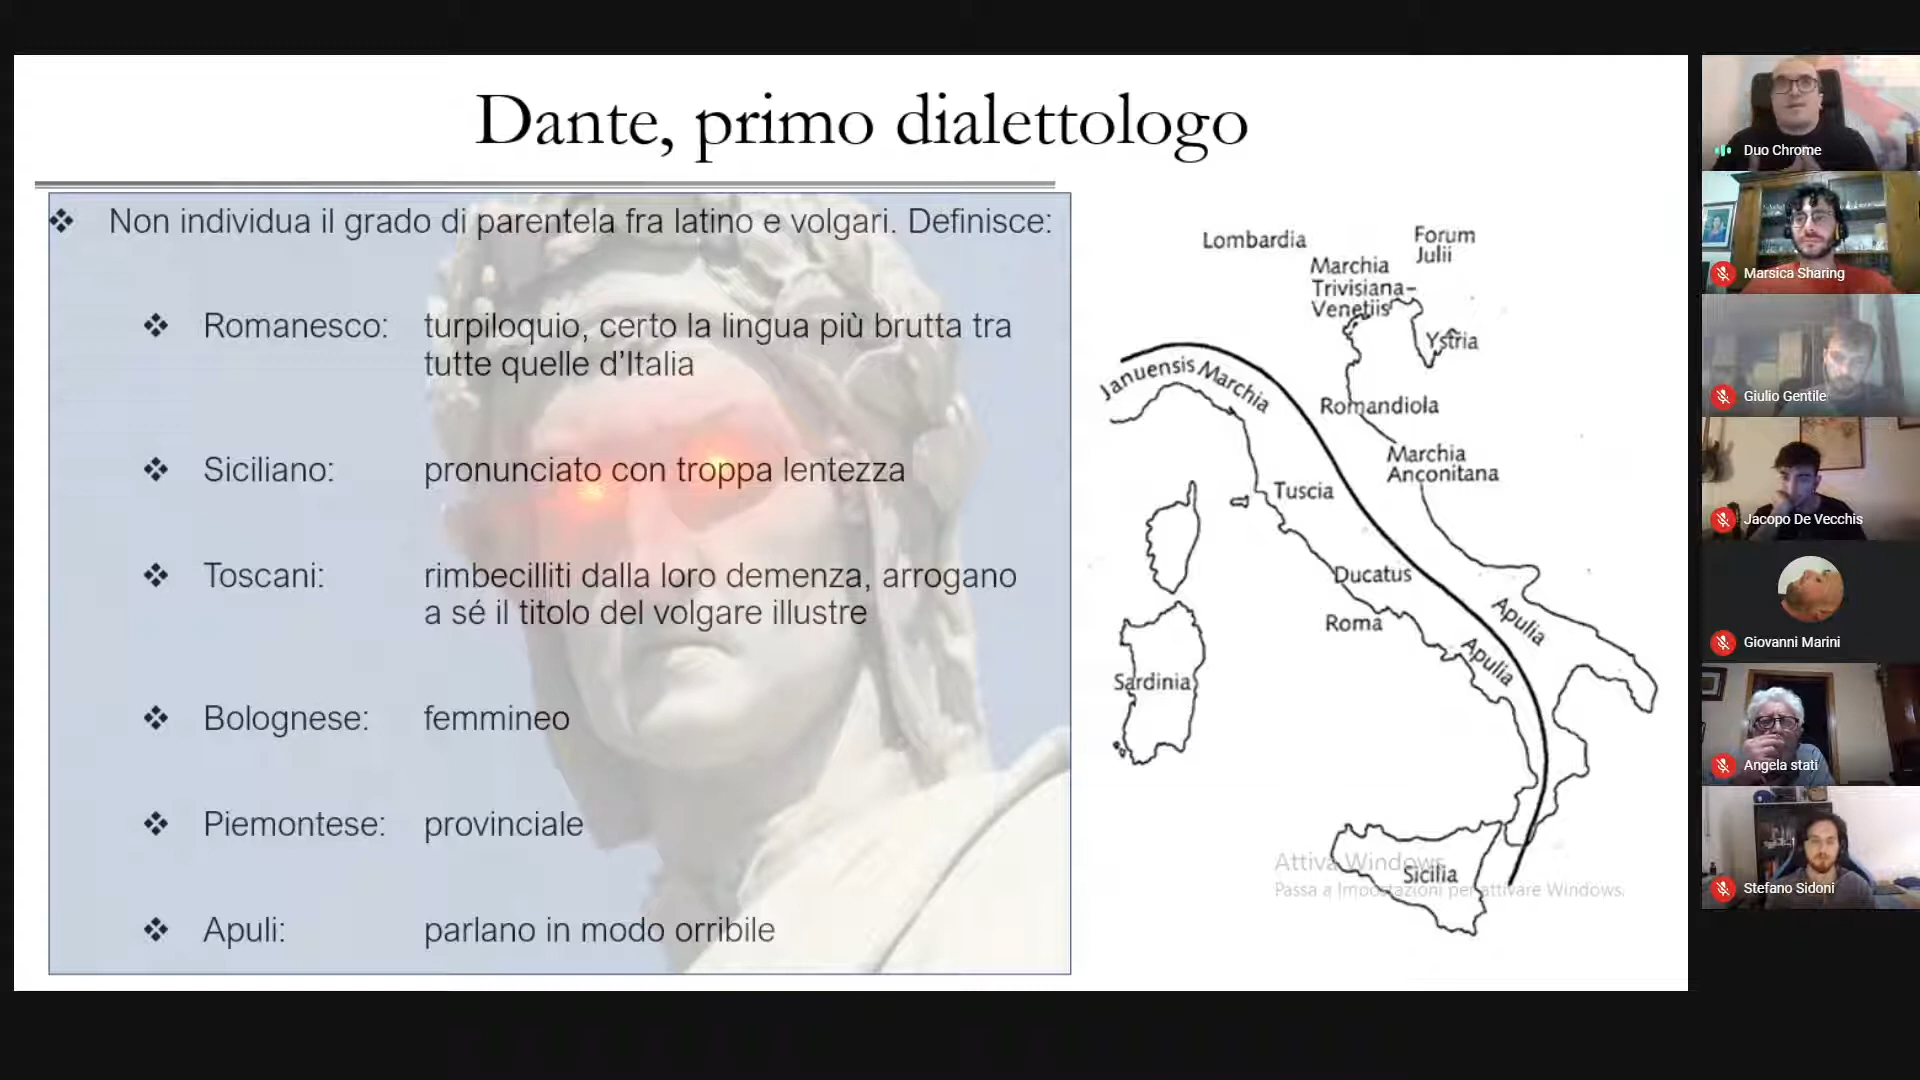 Dante, primo dialettologo
Non individua il grado di parentela fra latino e volgari. Definisce:
Romanesco: turpiloquio, certo la lingua più brutta tra
tutte quelle d’Italia
Siciliano: pronunciato con troppa lentezza
Toscani: rimbecilliti dalla loro demenza, arrogano
a sé il titolo del volgare illustre
Bolognese: femmineo
Piemontese: provinciale
Apuli: parlano in modo orribile
Lombardia
Forum
Julii
Marchia
Trivisiana-
Venetiis
Ystria
Januensis Marchia
Romandiola
Marchia
Anconitana
Tuscia
Ducatus
Roma
Apulia
Apulia
Sardinia
Sicilia
Attiva Windows
Passa a Impostazioni per attivare Windows.
Duo Chrome
Marsica Sharing
Giulio Gentile
Jacopo De Vecchis
Giovanni Marini
Angela stati
Stefano Sidoni